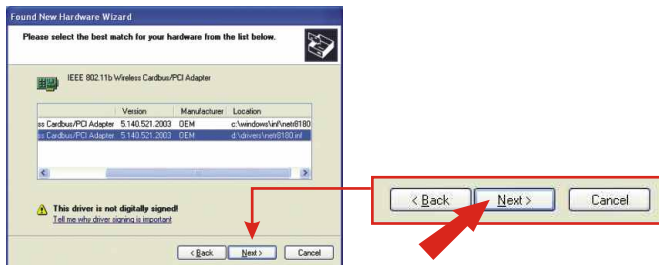 Found New Hardware Wizard
Please select the best match for your hardware from the list below.
IEEE 802.11b Wireless Cardbus/PCI Adapter
Version Manufacturer Location
ss Cardbus/PCI Adapter 5.140.521.2003 OEM c:\windows\inf\netr8180
ss Cardbus/PCI Adapter 5.140.521.2003 OEM d:\drivers\netr8180.inf
This driver is not digitally signed!
Tell me why driver signing is important
< Back Next > Cancel
< Back Next > Cancel